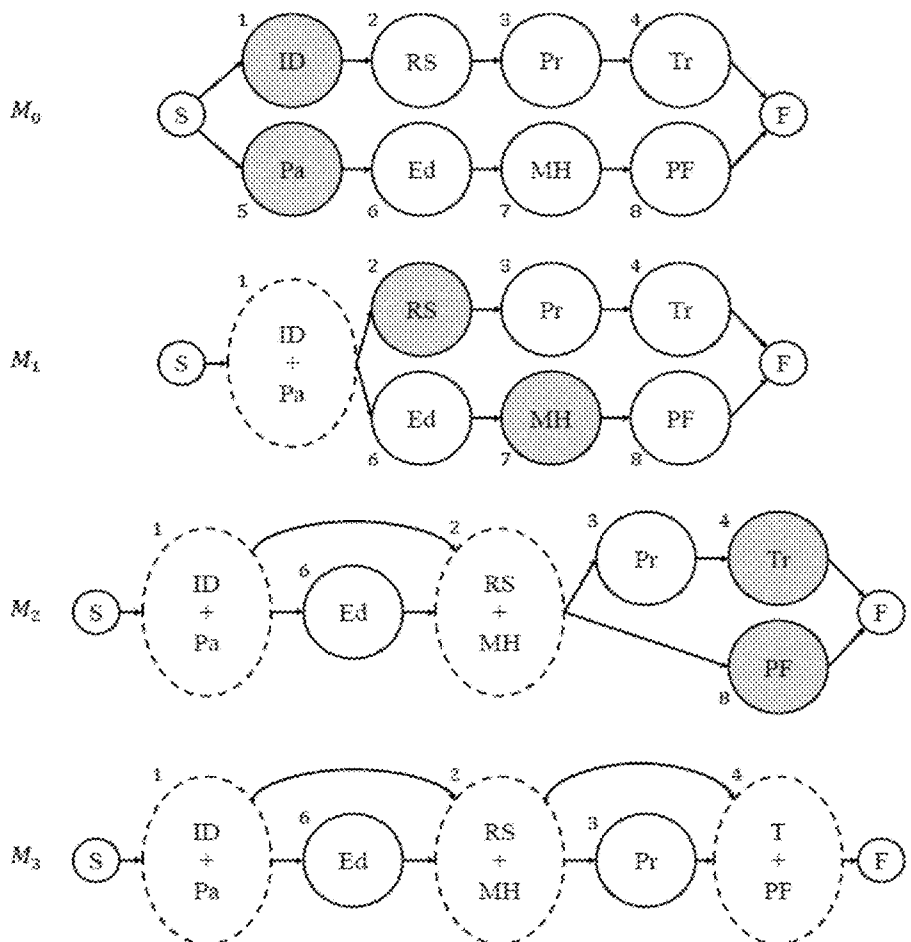 1 2 3 4
ID RS Pr Tr
M₀ S F
Pa Ed MH PF
5 6 7 8
1 2 3 4
RS Pr Tr
M₁ S ID + Pa F
Ed MH PF
6 7 8
1 2 3 4
6 Pr Tr
M₂ S ID + Pa Ed RS + MH F
PF
8
1 2 4
6 3
M₃ S ID + Pa Ed RS + MH Pr T + PF F